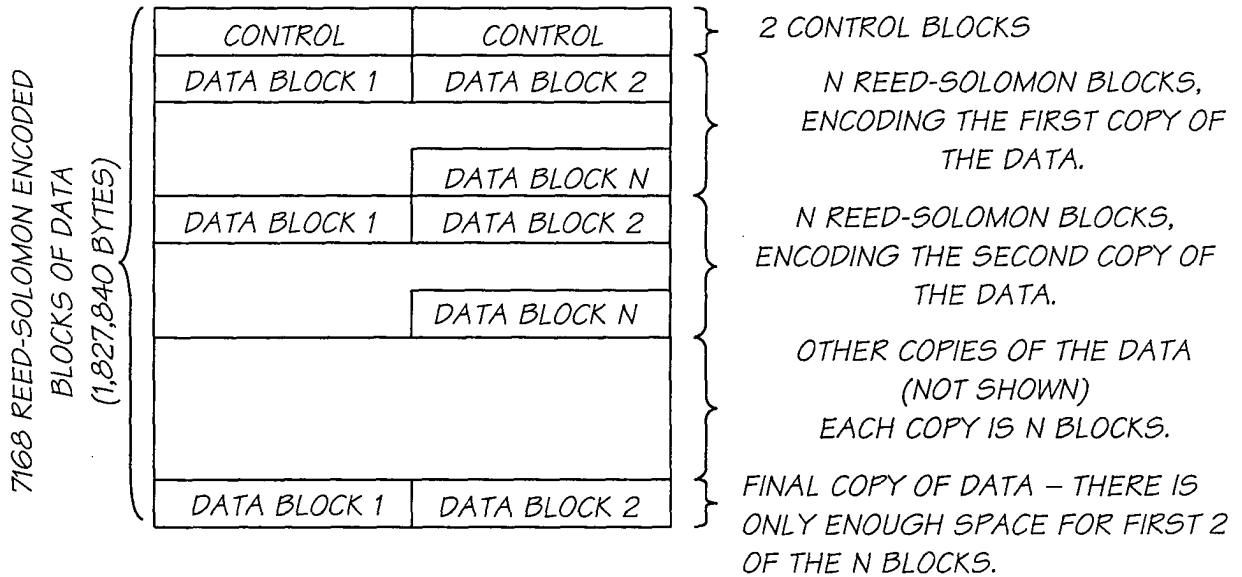 7168 REED-SOLOMON ENCODED
BLOCKS OF DATA
(1,827,840 BYTES)
CONTROL CONTROL
2 CONTROL BLOCKS
DATA BLOCK 1 DATA BLOCK 2
DATA BLOCK N
N REED-SOLOMON BLOCKS,
ENCODING THE FIRST COPY OF
THE DATA.
DATA BLOCK 1 DATA BLOCK 2
DATA BLOCK N
N REED-SOLOMON BLOCKS,
ENCODING THE SECOND COPY OF
THE DATA.
OTHER COPIES OF THE DATA
(NOT SHOWN)
EACH COPY IS N BLOCKS.
DATA BLOCK 1 DATA BLOCK 2
FINAL COPY OF DATA – THERE IS
ONLY ENOUGH SPACE FOR FIRST 2
OF THE N BLOCKS.